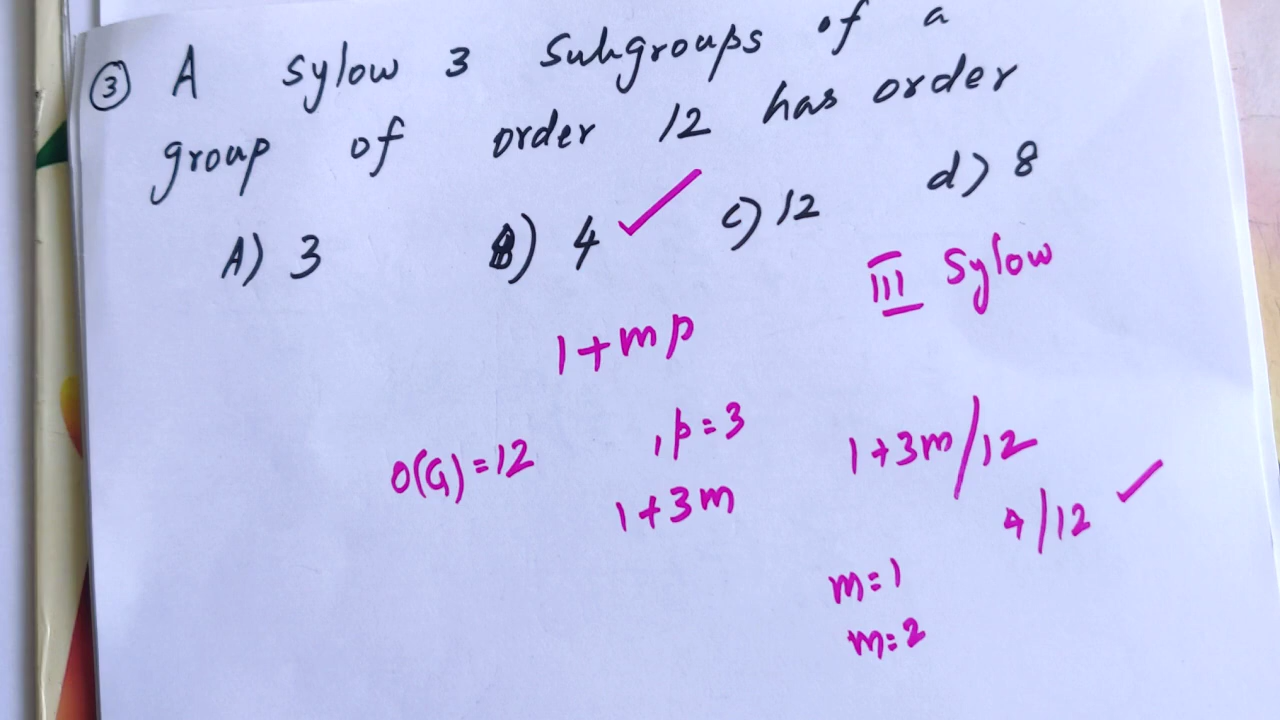 ③ A Sylow 3 Subgroups of a
group of order 12 has order
A) 3 B) 4 ✓ C) 12 d) 8
III Sylow
1+mp
O(G)=12 , p=3 1+3m/12
1+3m 4/12 ✓
m=1
m=2